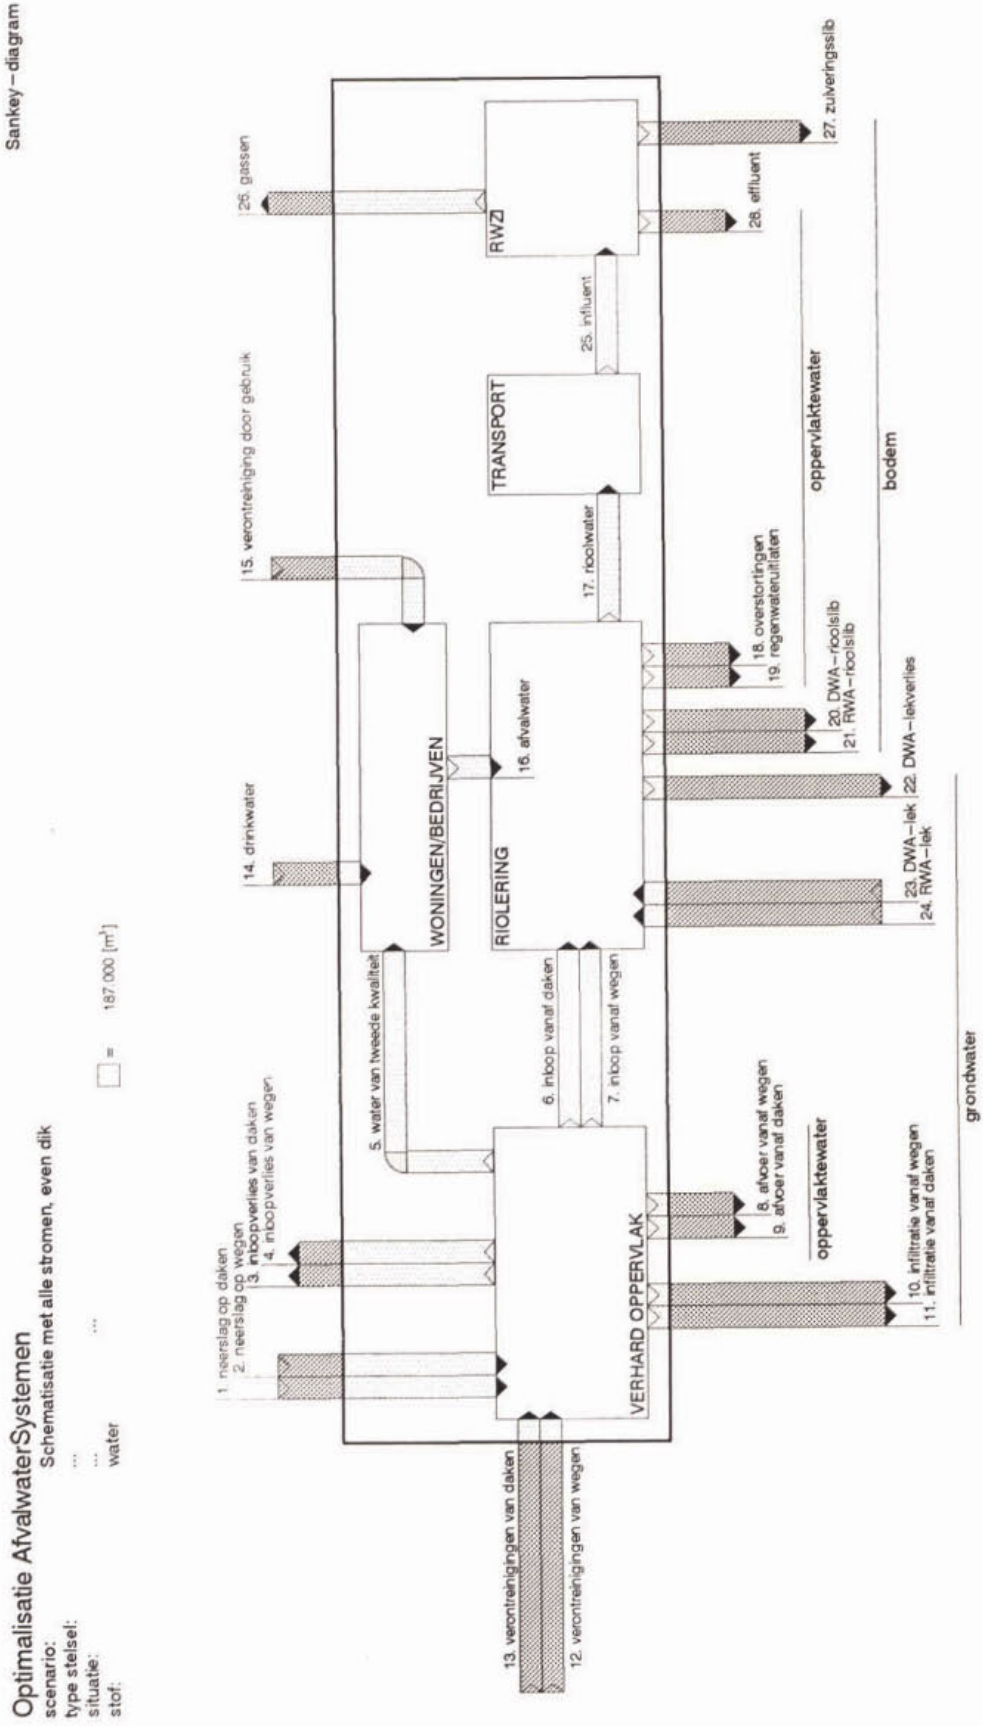 Sankey-diagram
Optimalisatie AfvalwaterSystemen
scenario: Schematisatie met alle stromen, even dik
type stelsel: ...
situatie: ... ...
stof: water
= 187.000 [m³]
1. neerslag op daken
2. neerslag op wegen
3. inloopverlies van daken
4. inloopverlies van wegen
14. drinkwater
15. verontreiniging door gebruik
26. gassen
5. water van tweede kwaliteit
WONINGEN/BEDRIJVEN
16. afvalwater
13. verontreinigingen van daken
12. verontreinigingen van wegen
VERHARD OPPERVLAK
6. inloop vanaf daken
7. inloop vanaf wegen
RIOLERING
17. rioolwater
TRANSPORT
25. influent
RWZI
8. afvoer vanaf wegen
9. afvoer vanaf daken
oppervlaktewater
10. infiltratie vanaf wegen
11. infiltratie vanaf daken
grondwater
23. DWA-lek
24. RWA-lek
22. DWA-lekverlies
20. DWA-rioolslib
21. RWA-rioolslib
18. overstortingen
19. regenwateruitlaten
oppervlaktewater
bodem
28. effluent
27. zuiveringsslib